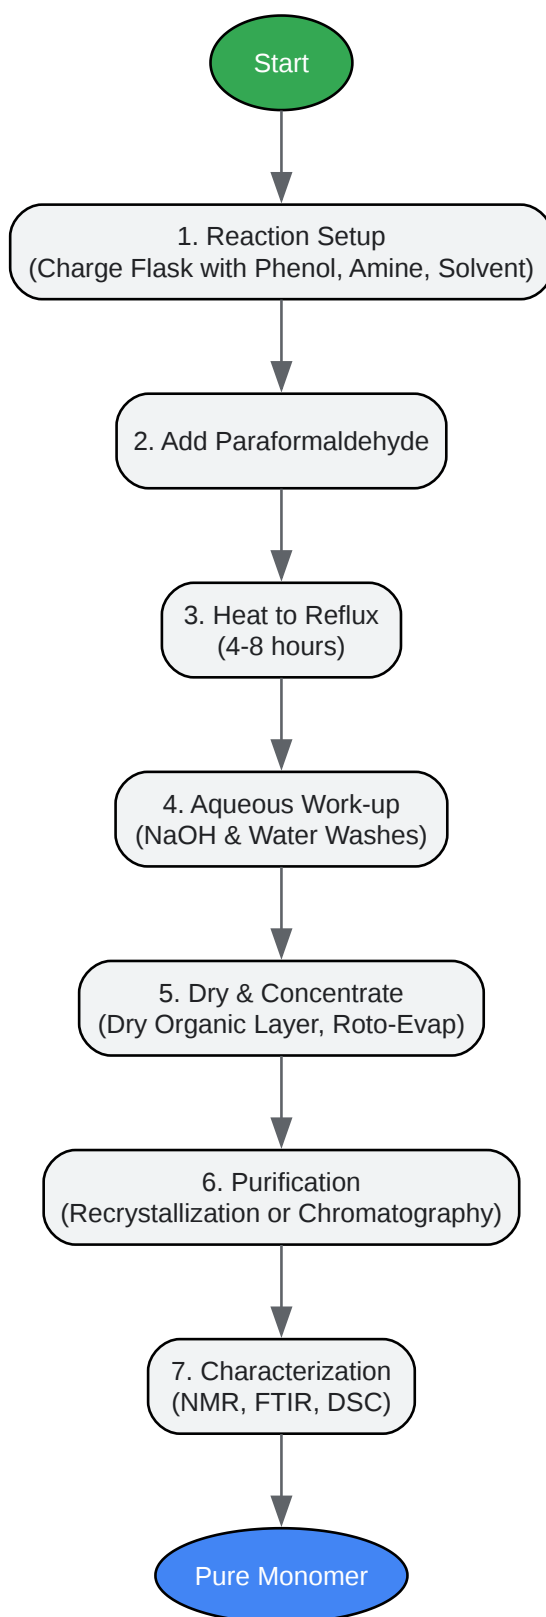 Start
1. Reaction Setup
(Charge Flask with Phenol, Amine, Solvent)
2. Add Paraformaldehyde
3. Heat to Reflux
(4-8 hours)
4. Aqueous Work-up
(NaOH & Water Washes)
5. Dry & Concentrate
(Dry Organic Layer, Roto-Evap)
6. Purification
(Recrystallization or Chromatography)
7. Characterization
(NMR, FTIR, DSC)
Pure Monomer